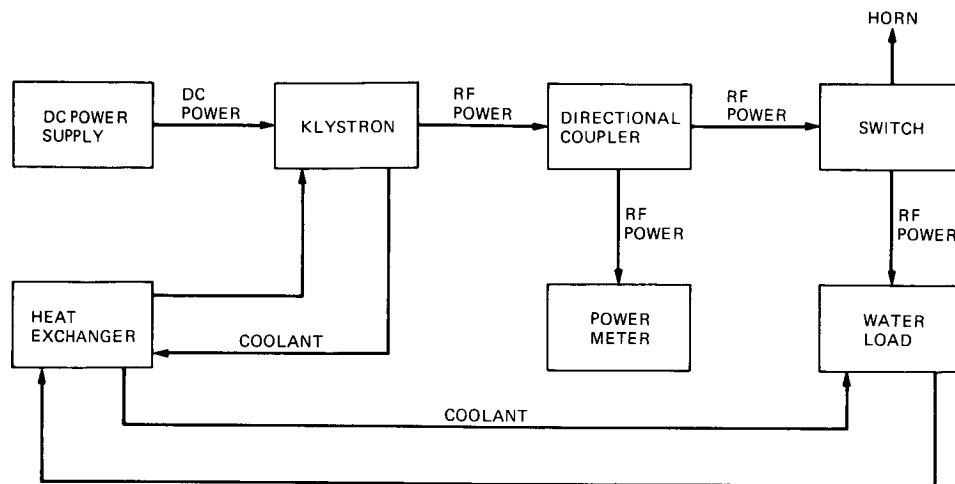 HORN
DC POWER
SUPPLY
DC
POWER
KLYSTRON
RF
POWER
DIRECTIONAL
COUPLER
RF
POWER
SWITCH
RF
POWER
RF
POWER
HEAT
EXCHANGER
COOLANT
POWER
METER
WATER
LOAD
COOLANT